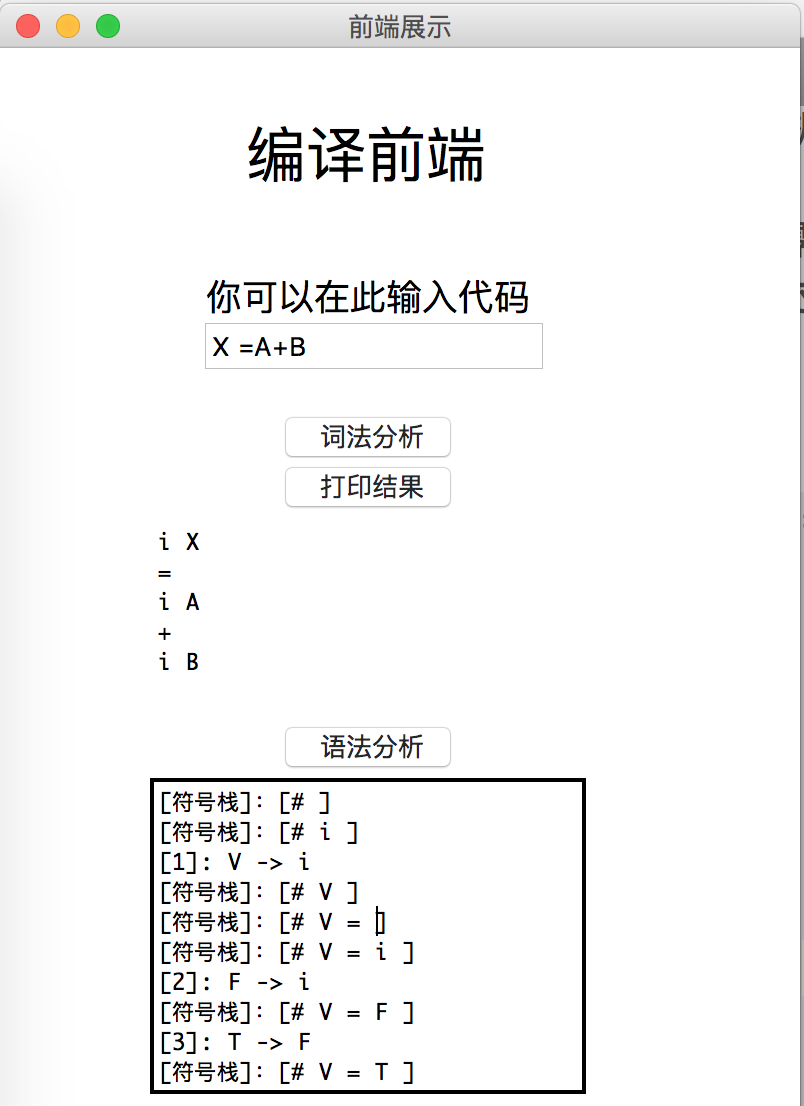 前端展示
编译前端
你可以在此输入代码
X =A+B
词法分析
打印结果
i X
=
i A
+
i B
语法分析
[符号栈]: [# ]
[符号栈]: [# i ]
[1]: V -> i
[符号栈]: [# V ]
[符号栈]: [# V = ]
[符号栈]: [# V = i ]
[2]: F -> i
[符号栈]: [# V = F ]
[3]: T -> F
[符号栈]: [# V = T ]